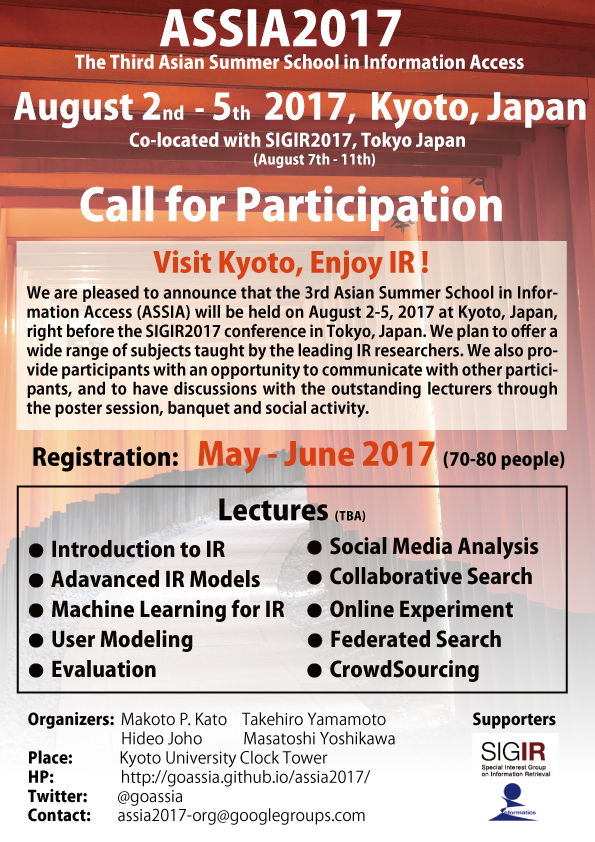 ASSIA2017
The Third Asian Summer School in Information Access
August 2nd - 5th 2017, Kyoto, Japan
Co-located with SIGIR2017, Tokyo Japan
(August 7th - 11th)
Call for Participation
Visit Kyoto, Enjoy IR !
We are pleased to announce that the 3rd Asian Summer School in Infor-
mation Access (ASSIA) will be held on August 2-5, 2017 at Kyoto, Japan,
right before the SIGIR2017 conference in Tokyo, Japan. We plan to offer a
wide range of subjects taught by the leading IR researchers. We also pro-
vide participants with an opportunity to communicate with other partici-
pants, and to have discussions with the outstanding lecturers through
the poster session, banquet and social activity.
Registration: May - June 2017 (70-80 people)
Lectures (TBA)
● Introduction to IR
● Adavanced IR Models
● Machine Learning for IR
● User Modeling
● Evaluation
● Social Media Analysis
● Collaborative Search
● Online Experiment
● Federated Search
● CrowdSourcing
Organizers: Makoto P. Kato Takehiro Yamamoto
Hideo Joho Masatoshi Yoshikawa
Place: Kyoto University Clock Tower
HP: http://goassia.github.io/assia2017/
Twitter: @goassia
Contact: assia2017-org@googlegroups.com
Supporters
SIGIR
Special Interest Group
on Information Retrieval
informatics